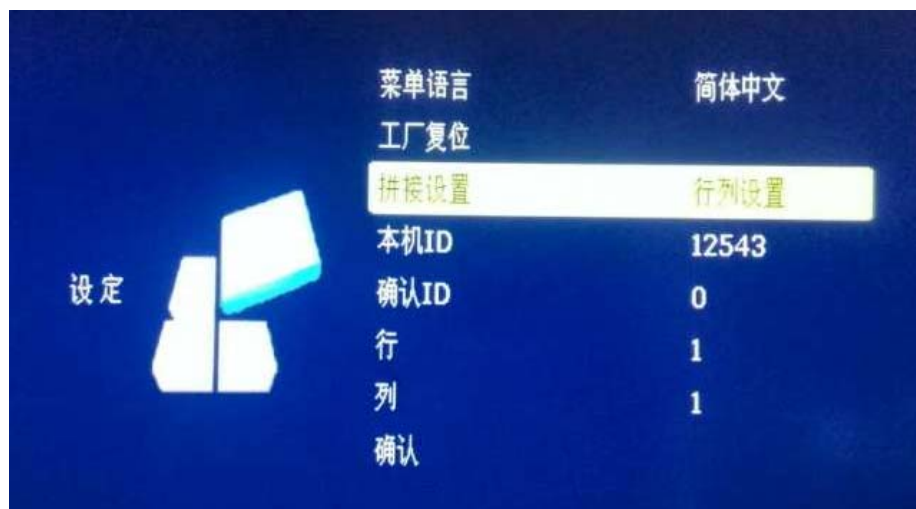 菜单语言 简体中文
工厂复位
拼接设置 行列设置
本机ID 12543
设定
确认ID 0
行 1
列 1
确认